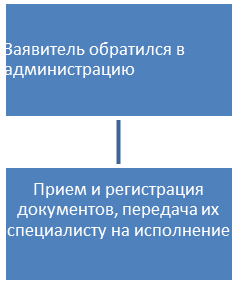 Заявитель обратился в
администрацию
Прием и регистрация
документов, передача их
специалисту на исполнение